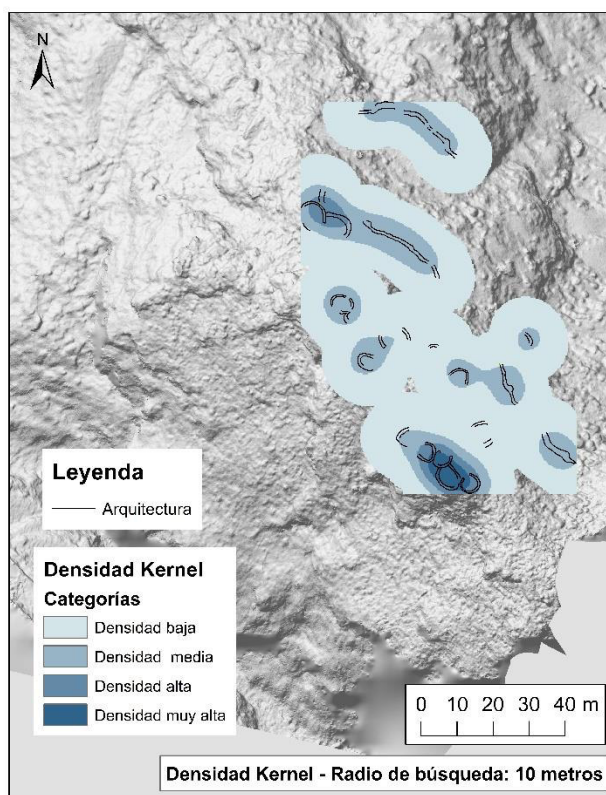 N
Leyenda
Arquitectura
Densidad Kernel
Categorías
Densidad baja
Densidad media
Densidad alta
Densidad muy alta
0 10 20 30 40 m
Densidad Kernel - Radio de búsqueda: 10 metros